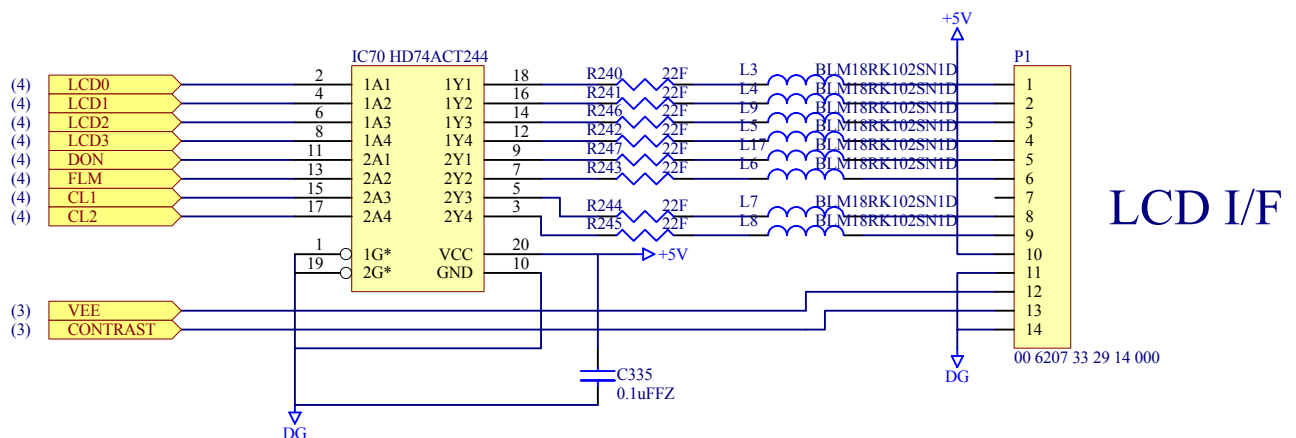 +5V
IC70 HD74ACT244
P1
(4) LCD0 2 1A1 1Y1 18 R240 22F L3 BLM18RK102SN1D 1
(4) LCD1 4 1A2 1Y2 16 R241 22F L4 BLM18RK102SN1D 2
(4) LCD2 6 1A3 1Y3 14 R246 22F L9 BLM18RK102SN1D 3
(4) LCD3 8 1A4 1Y4 12 R242 22F L5 BLM18RK102SN1D 4
(4) DON 11 2A1 2Y1 9 R247 22F L17 BLM18RK102SN1D 5
(4) FLM 13 2A2 2Y2 7 R243 22F L6 BLM18RK102SN1D 6
(4) CL1 15 2A3 2Y3 5 7
(4) CL2 17 2A4 2Y4 3 R244 22F L7 BLM18RK102SN1D 8
R245 22F L8 BLM18RK102SN1D 9
LCD I/F
1 1G* VCC 20 +5V 10
19 2G* GND 10 11
12
(3) VEE 13
(3) CONTRAST 14
00 6207 33 29 14 000
C335
0.1uFFZ
DG
DG